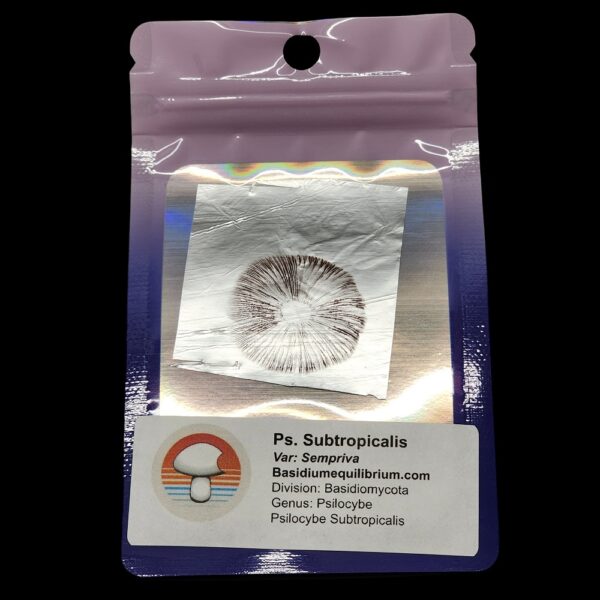 Ps. Subtropicalis
Var: Sempriva
Basidiumequilibrium.com
Division: Basidiomycota
Genus: Psilocybe
Psilocybe Subtropicalis